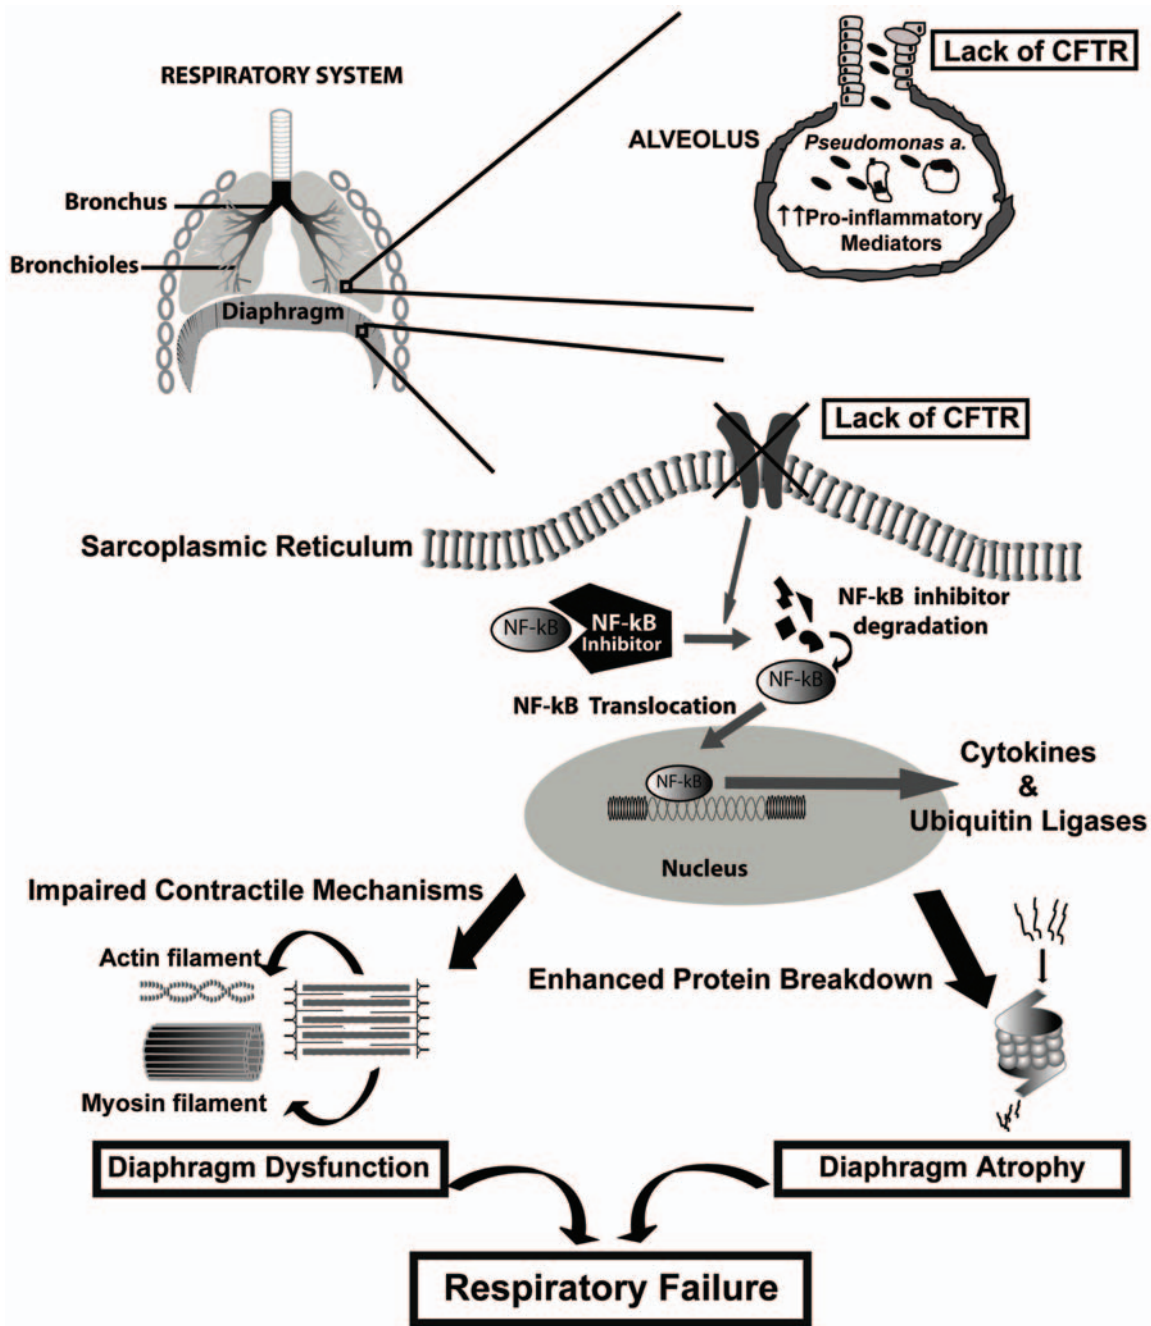 RESPIRATORY SYSTEM
Bronchus
Bronchioles
Diaphragm
Lack of CFTR
ALVEOLUS
Pseudomonas a.
↑↑Pro-inflammatory
Mediators
Lack of CFTR
Sarcoplasmic Reticulum
NF-kB
NF-kB
Inhibitor
NF-kB inhibitor
degradation
NF-kB
NF-kB Translocation
NF-kB
Nucleus
Cytokines
&
Ubiquitin Ligases
Impaired Contractile Mechanisms
Actin filament
Myosin filament
Enhanced Protein Breakdown
Diaphragm Dysfunction
Diaphragm Atrophy
Respiratory Failure